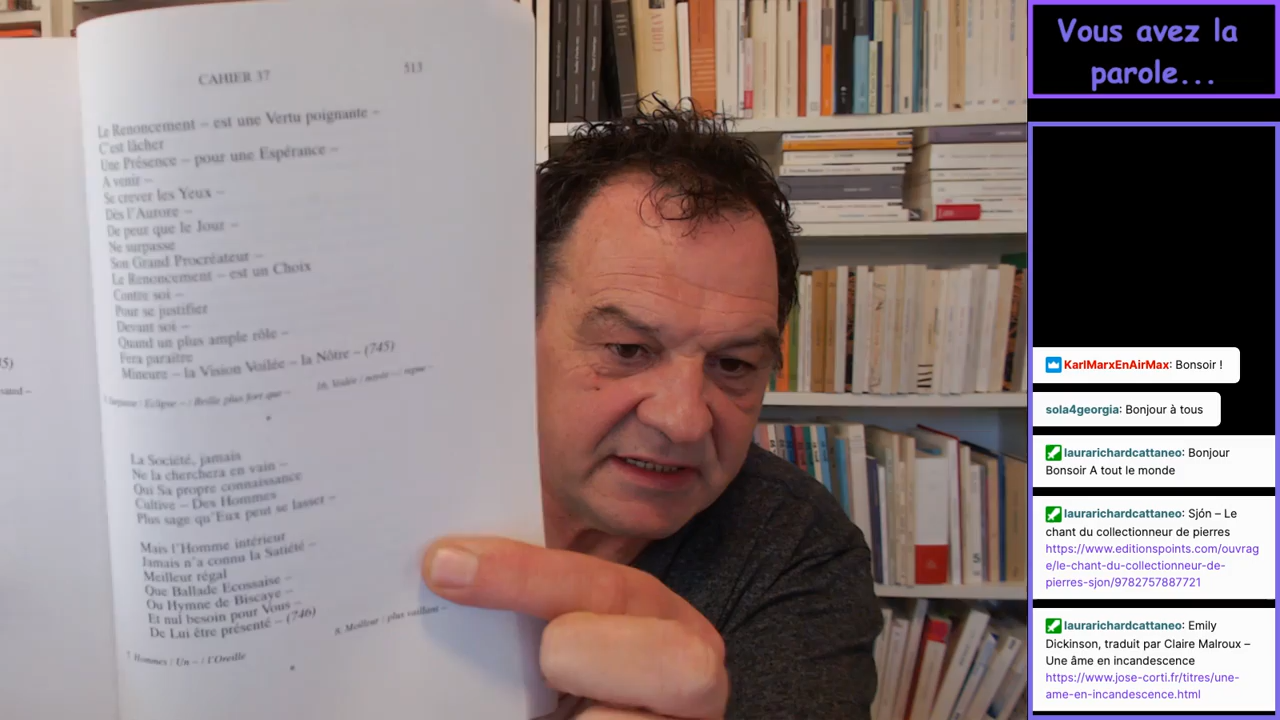 CAHIER 37
513
Le Renoncement – est une Vertu poignante –
C'est lâcher
Une Présence – pour une Espérance –
A venir –
Se crever les Yeux –
Dès l'Aurore –
De peur que le Jour –
Ne surpasse
Son Grand Procréateur –
Le Renoncement – est un Choix
Contre soi –
Pour se justifier
Devant soi –
Quand un plus ample rôle –
Fera paraître
Mineure – la Vision Voilée – la Nôtre – (745)
Eclipse – / Brille plus fort que –
16. Voilée /
*
La Société, jamais
Ne la cherchera en vain –
Qui Sa propre connaissance
Cultive – Des Hommes
Plus sage qu'Eux peut se lasser –
Mais l'Homme intérieur
Jamais n'a connu la Satiété –
Meilleur régal
Que Ballade Ecossaise –
Ou Hymne de Biscaye –
Et nul besoin pour Vous –
De Lui être présenté – (746)
Hommes / Un – / l'Oreille
8. Meilleur / plus vaillant –
*
CIORAN
Vous avez la
parole...
KarlMarxEnAirMax: Bonsoir !
sola4georgia: Bonjour à tous
laurarichardcattaneo: Bonjour
Bonsoir A tout le monde
laurarichardcattaneo: Sjón – Le
chant du collectionneur de pierres
https://www.editionspoints.com/ouvrag
e/le-chant-du-collectionneur-de-
pierres-sjon/9782757887721
laurarichardcattaneo: Emily
Dickinson, traduit par Claire Malroux –
Une âme en incandescence
https://www.jose-corti.fr/titres/une-
ame-en-incandescence.html